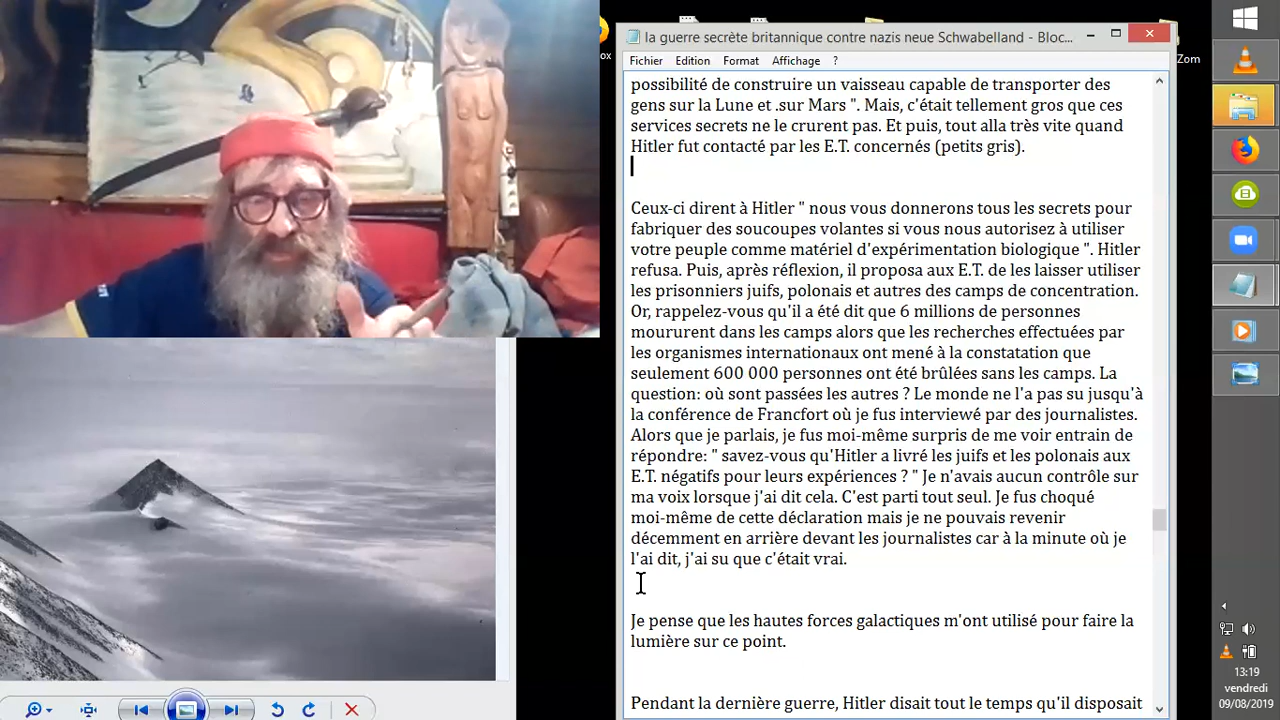 la guerre secrète britannique contre nazis neue Schwabelland - Bloc...
Zom
Fichier Edition Format Affichage ?
possibilité de construire un vaisseau capable de transporter des
gens sur la Lune et .sur Mars ". Mais, c'était tellement gros que ces
services secrets ne le crurent pas. Et puis, tout alla très vite quand
Hitler fut contacté par les E.T. concernés (petits gris).
Ceux-ci dirent à Hitler " nous vous donnerons tous les secrets pour
fabriquer des soucoupes volantes si vous nous autorisez à utiliser
votre peuple comme matériel d'expérimentation biologique ". Hitler
refusa. Puis, après réflexion, il proposa aux E.T. de les laisser utiliser
les prisonniers juifs, polonais et autres des camps de concentration.
Or, rappelez-vous qu'il a été dit que 6 millions de personnes
moururent dans les camps alors que les recherches effectuées par
les organismes internationaux ont mené à la constatation que
seulement 600 000 personnes ont été brûlées sans les camps. La
question: où sont passées les autres ? Le monde ne l'a pas su jusqu'à
la conférence de Francfort où je fus interviewé par des journalistes.
Alors que je parlais, je fus moi-même surpris de me voir entrain de
répondre: " savez-vous qu'Hitler a livré les juifs et les polonais aux
E.T. négatifs pour leurs expériences ? " Je n'avais aucun contrôle sur
ma voix lorsque j'ai dit cela. C'est parti tout seul. Je fus choqué
moi-même de cette déclaration mais je ne pouvais revenir
décemment en arrière devant les journalistes car à la minute où je
l'ai dit, j'ai su que c'était vrai.
Je pense que les hautes forces galactiques m'ont utilisé pour faire la
lumière sur ce point.
Pendant la dernière guerre, Hitler disait tout le temps qu'il disposait
13:19
vendredi
09/08/2019